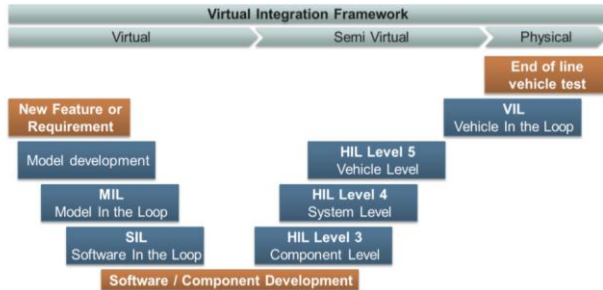 Virtual Integration Framework
Virtual
Semi Virtual
Physical
End of line
vehicle test
New Feature or
Requirement
VIL
Vehicle In the Loop
Model development
HIL Level 5
Vehicle Level
MIL
Model In the Loop
HIL Level 4
System Level
SIL
Software In the Loop
HIL Level 3
Component Level
Software / Component Development